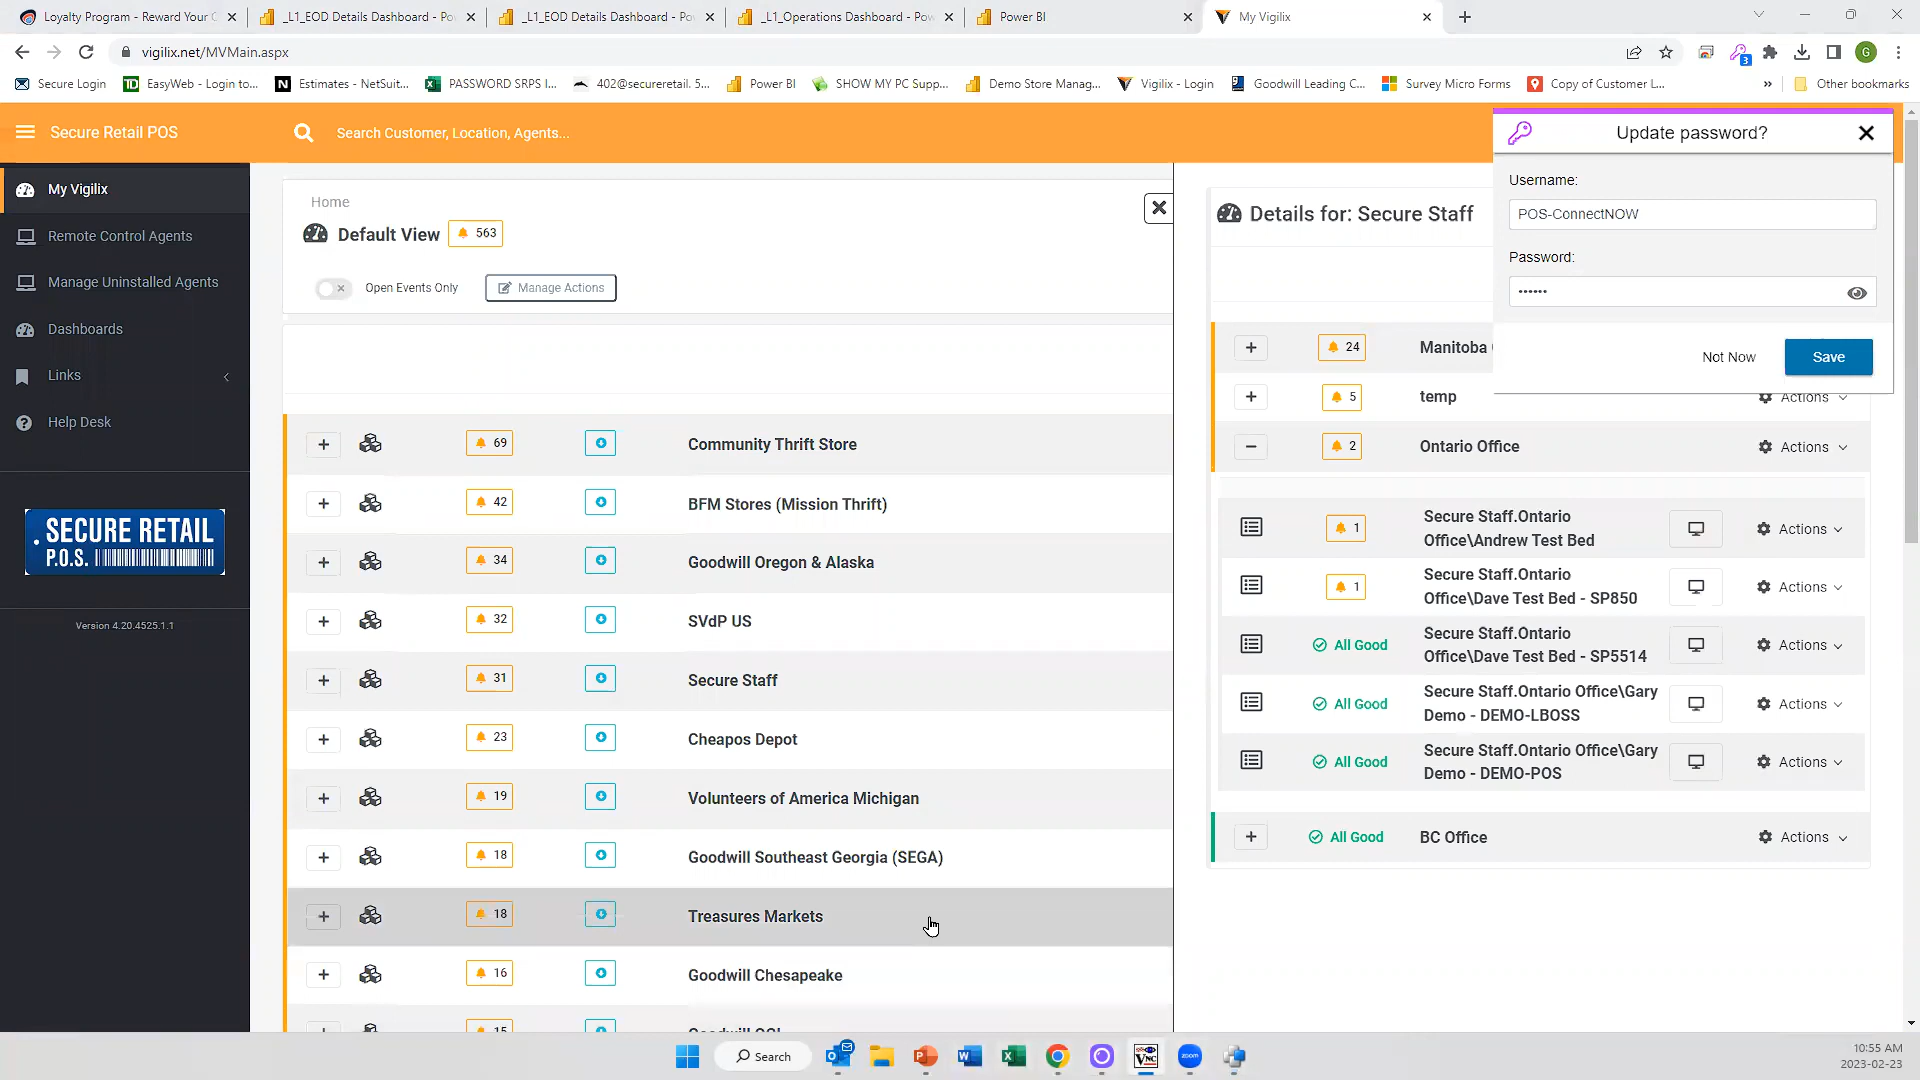 Loyalty Program - Reward Your C
_L1_EOD Details Dashboard - Po
_L1_EOD Details Dashboard - Po
_L1_Operations Dashboard - Pow
Power BI
My Vigilix
vigilix.net/MVMain.aspx
3
G
Secure Login
EasyWeb - Login to...
Estimates - NetSuit...
PASSWORD SRPS I...
402@secureretail. 5...
Power BI
SHOW MY PC Supp...
Demo Store Manag...
Vigilix - Login
Goodwill Leading C...
Survey Micro Forms
Copy of Customer L...
»
Other bookmarks
Secure Retail POS
Search Customer, Location, Agents...
My Vigilix
Remote Control Agents
Manage Uninstalled Agents
Dashboards
Links
Help Desk
SECURE RETAIL
P.O.S.
Version 4.20.4525.1.1
Home
Default View
563
Open Events Only
Manage Actions
69
Community Thrift Store
42
BFM Stores (Mission Thrift)
34
Goodwill Oregon & Alaska
32
SVdP US
31
Secure Staff
23
Cheapos Depot
19
Volunteers of America Michigan
18
Goodwill Southeast Georgia (SEGA)
18
Treasures Markets
16
Goodwill Chesapeake
15
Details for: Secure Staff
24
Manitoba
5
temp
Actions
2
Ontario Office
Actions
1
Secure Staff.Ontario
Office\Andrew Test Bed
Actions
1
Secure Staff.Ontario
Office\Dave Test Bed - SP850
Actions
All Good
Secure Staff.Ontario
Office\Dave Test Bed - SP5514
Actions
All Good
Secure Staff.Ontario Office\Gary
Demo - DEMO-LBOSS
Actions
All Good
Secure Staff.Ontario Office\Gary
Demo - DEMO-POS
Actions
All Good
BC Office
Actions
Update password?
Username:
POS-ConnectNOW
Password:
••••••
Not Now
Save
Search
VNC
zoom
10:55 AM
2023-02-23